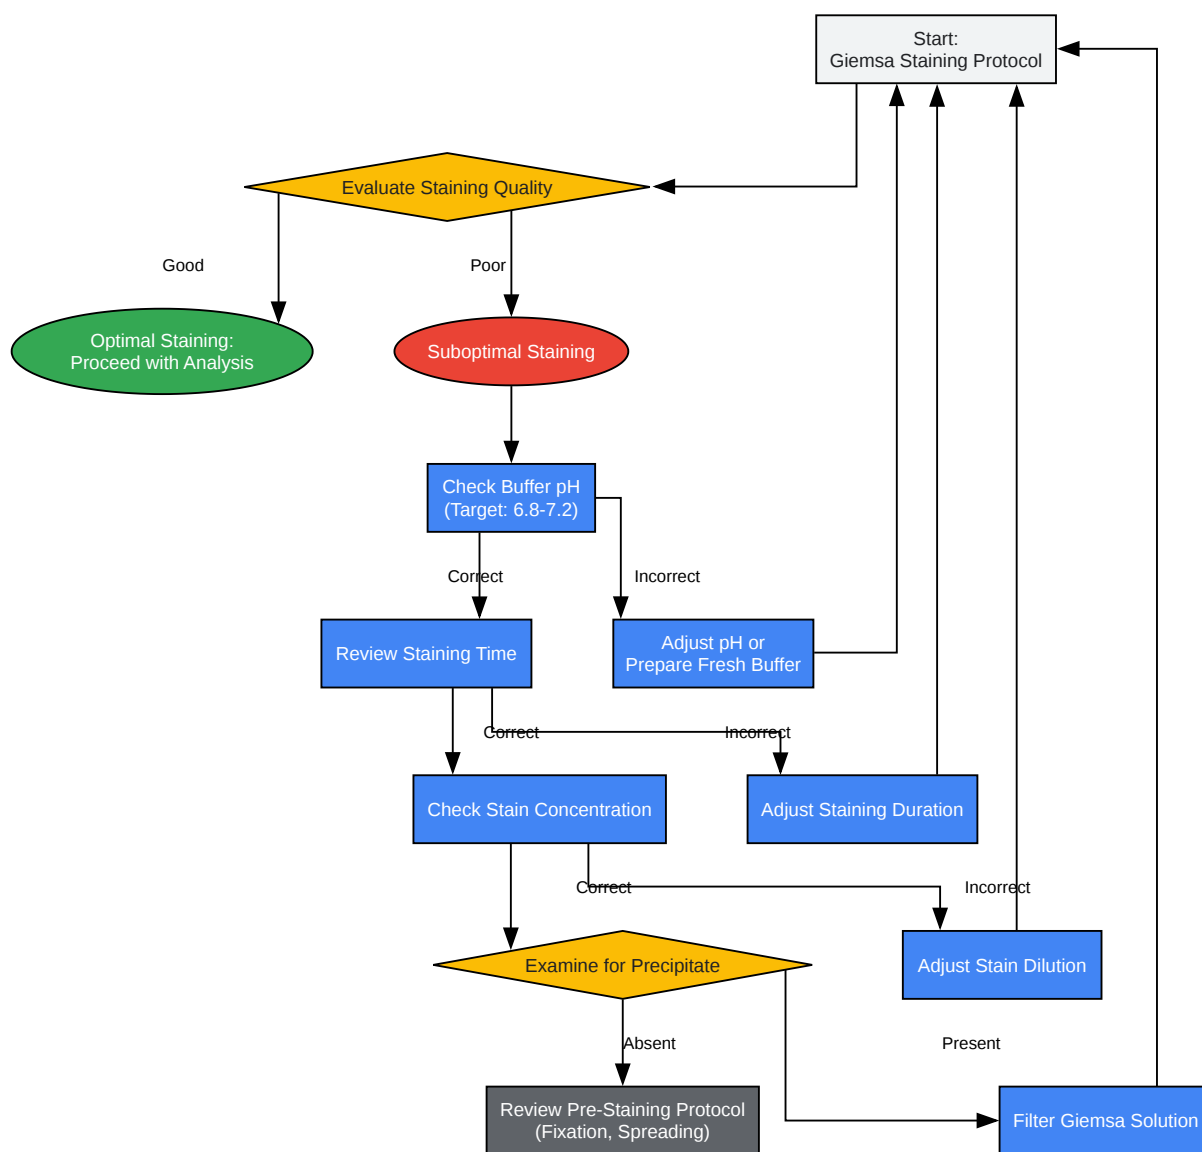 Start:
Giemsa Staining Protocol
Evaluate Staining Quality
Good
Poor
Optimal Staining:
Proceed with Analysis
Suboptimal Staining
Check Buffer pH
(Target: 6.8-7.2)
Correct
Incorrect
Review Staining Time
Adjust pH or
Prepare Fresh Buffer
Correct
Incorrect
Check Stain Concentration
Adjust Staining Duration
Correct
Incorrect
Examine for Precipitate
Adjust Stain Dilution
Absent
Present
Review Pre-Staining Protocol
(Fixation, Spreading)
Filter Giemsa Solution